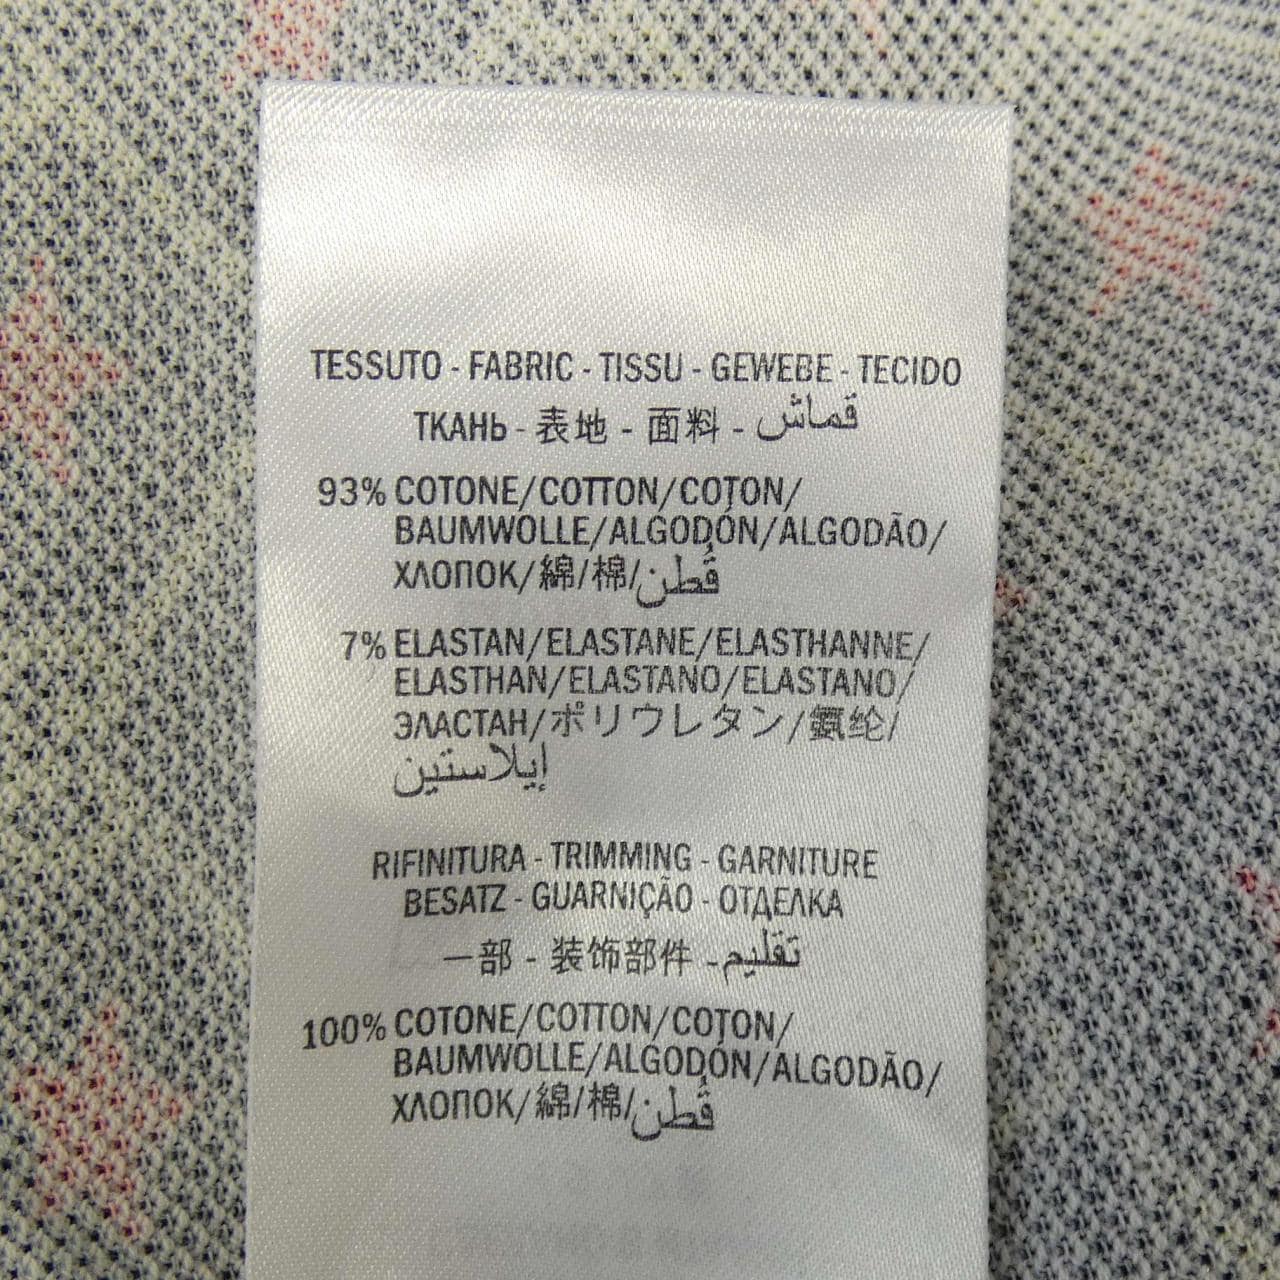 TESSUTO - FABRIC - TISSU - GEWEBE - TECIDO
ТКАНЬ - 表地 - 面料 - قماش
93% COTONE/COTTON/COTON/
BAUMWOLLE/ALGODÓN/ALGODÃO/
ХЛОПОК/綿/棉/قُطن
7% ELASTAN/ELASTANE/ELASTHANNE/
ELASTHAN/ELASTANO/ELASTANO/
ЭЛАСТАН/ポリウレタン/氨纶/
إيلاستين
RIFINITURA - TRIMMING - GARNITURE
BESATZ - GUARNIÇÃO - ОТДЕЛКА
一部 - 装饰部件 - تقليم
100% COTONE/COTTON/COTON/
BAUMWOLLE/ALGODÓN/ALGODÃO/
ХЛОПОК/綿/棉/قُطن